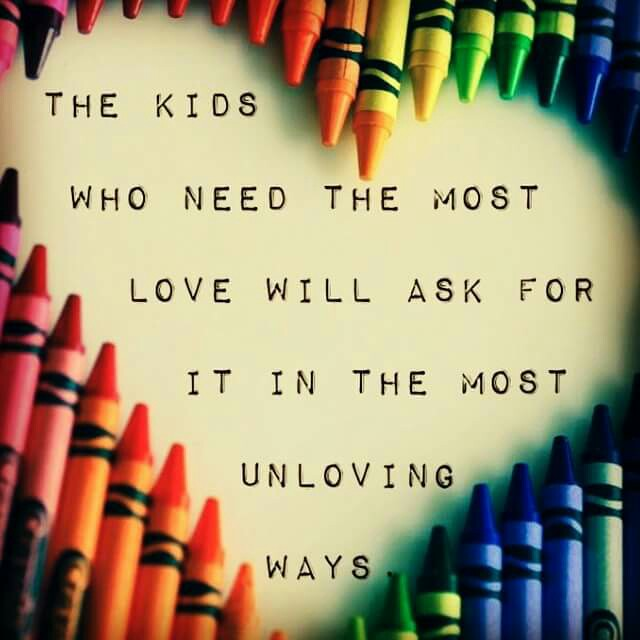 THE KIDS
WHO NEED THE MOST
LOVE WILL ASK FOR
IT IN THE MOST
UNLOVING
WAYS